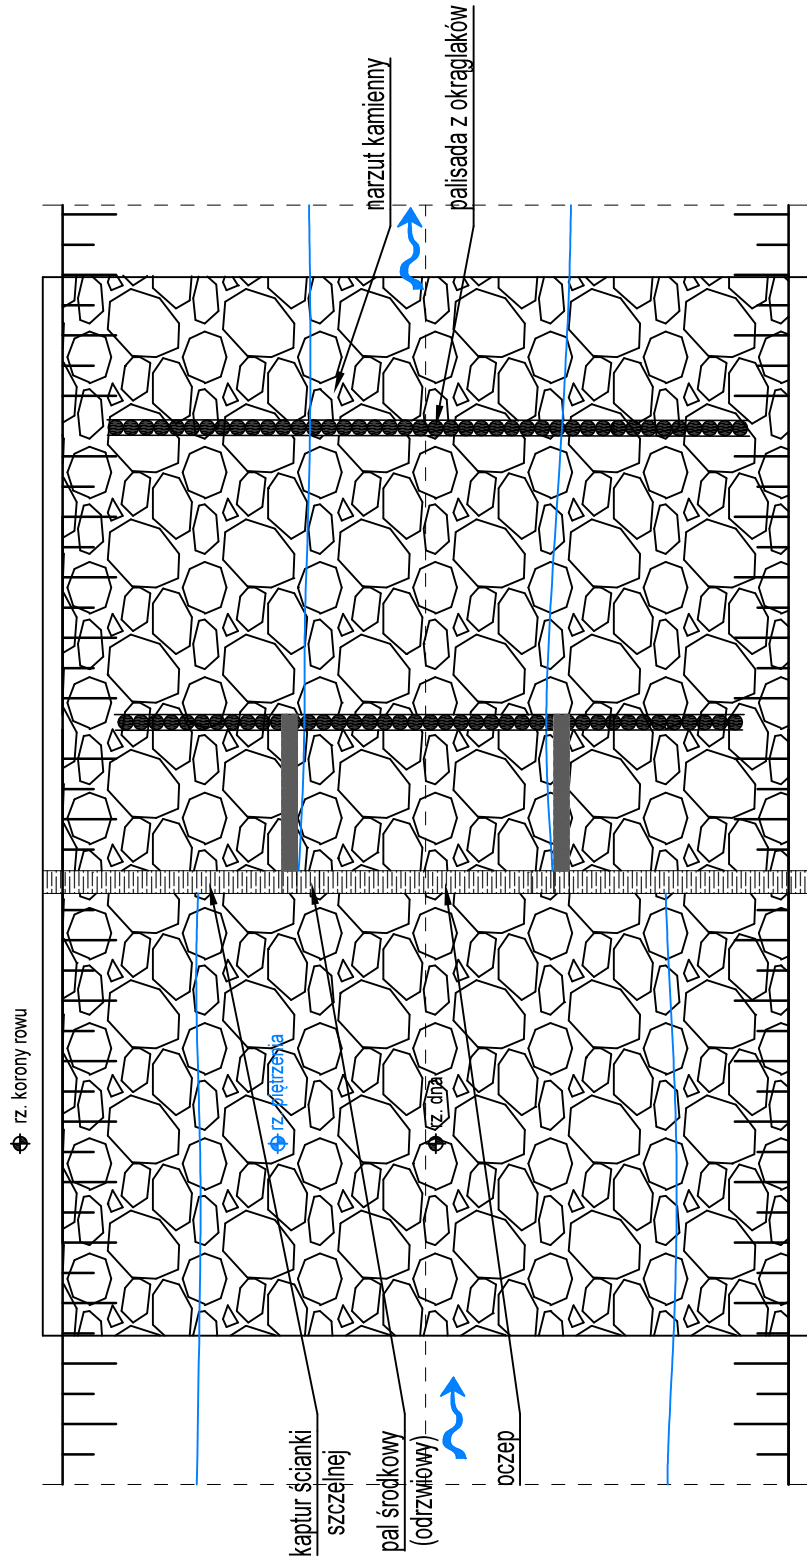 rz. korony rowu
rz. piętrzenia
rz. dna
kaptur ścianki
szczelnej
pal środkowy
(odrzwiowy)
oczep
narzut kamienny
palisada z okrąglaków